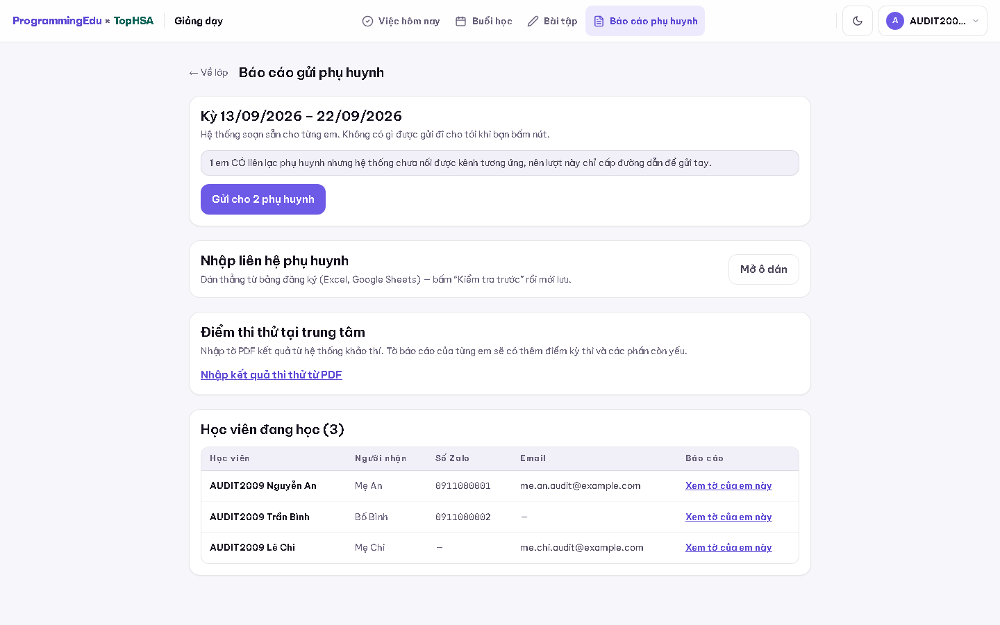 ProgrammingEdu × TopHSA
Giảng dạy
Việc hôm nay
Buổi học
Bài tập
Báo cáo phụ huynh
A
AUDIT200...
← Về lớp
Báo cáo gửi phụ huynh
Kỳ 13/09/2026 – 22/09/2026
Hệ thống soạn sẵn cho từng em. Không có gì được gửi đi cho tới khi bạn bấm nút.
1 em CÓ liên lạc phụ huynh nhưng hệ thống chưa nối được kênh tương ứng, nên lượt này chỉ cấp đường dẫn để gửi tay.
Gửi cho 2 phụ huynh
Nhập liên hệ phụ huynh
Dán thẳng từ bảng đăng ký (Excel, Google Sheets) — bấm “Kiểm tra trước” rồi mới lưu.
Mở ô dán
Điểm thi thử tại trung tâm
Nhập tờ PDF kết quả từ hệ thống khảo thí. Tờ báo cáo của từng em sẽ có thêm điểm kỳ thi và các phần còn yếu.
Nhập kết quả thi thử từ PDF
Học viên đang học (3)
Học viên Người nhận Số Zalo Email Báo cáo
AUDIT2009 Nguyễn An Mẹ An 0911000001 me.an.audit@example.com Xem tờ của em này
AUDIT2009 Trần Bình Bố Bình 0911000002 — Xem tờ của em này
AUDIT2009 Lê Chi Mẹ Chi — me.chi.audit@example.com Xem tờ của em này